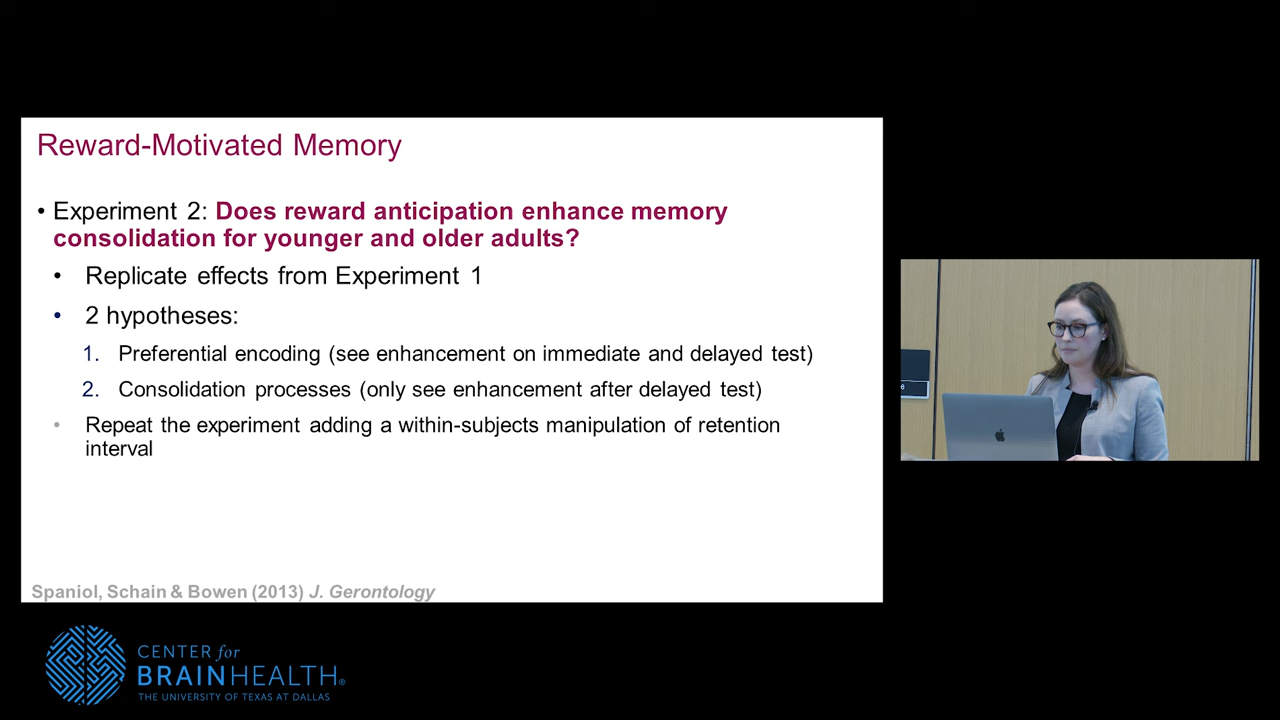 Reward-Motivated Memory
• Experiment 2: Does reward anticipation enhance memory
consolidation for younger and older adults?
• Replicate effects from Experiment 1
• 2 hypotheses:
1. Preferential encoding (see enhancement on immediate and delayed test)
2. Consolidation processes (only see enhancement after delayed test)
• Repeat the experiment adding a within-subjects manipulation of retention
interval
Spaniol, Schain & Bowen (2013) J. Gerontology
CENTER for
BRAINHEALTH®
THE UNIVERSITY OF TEXAS AT DALLAS